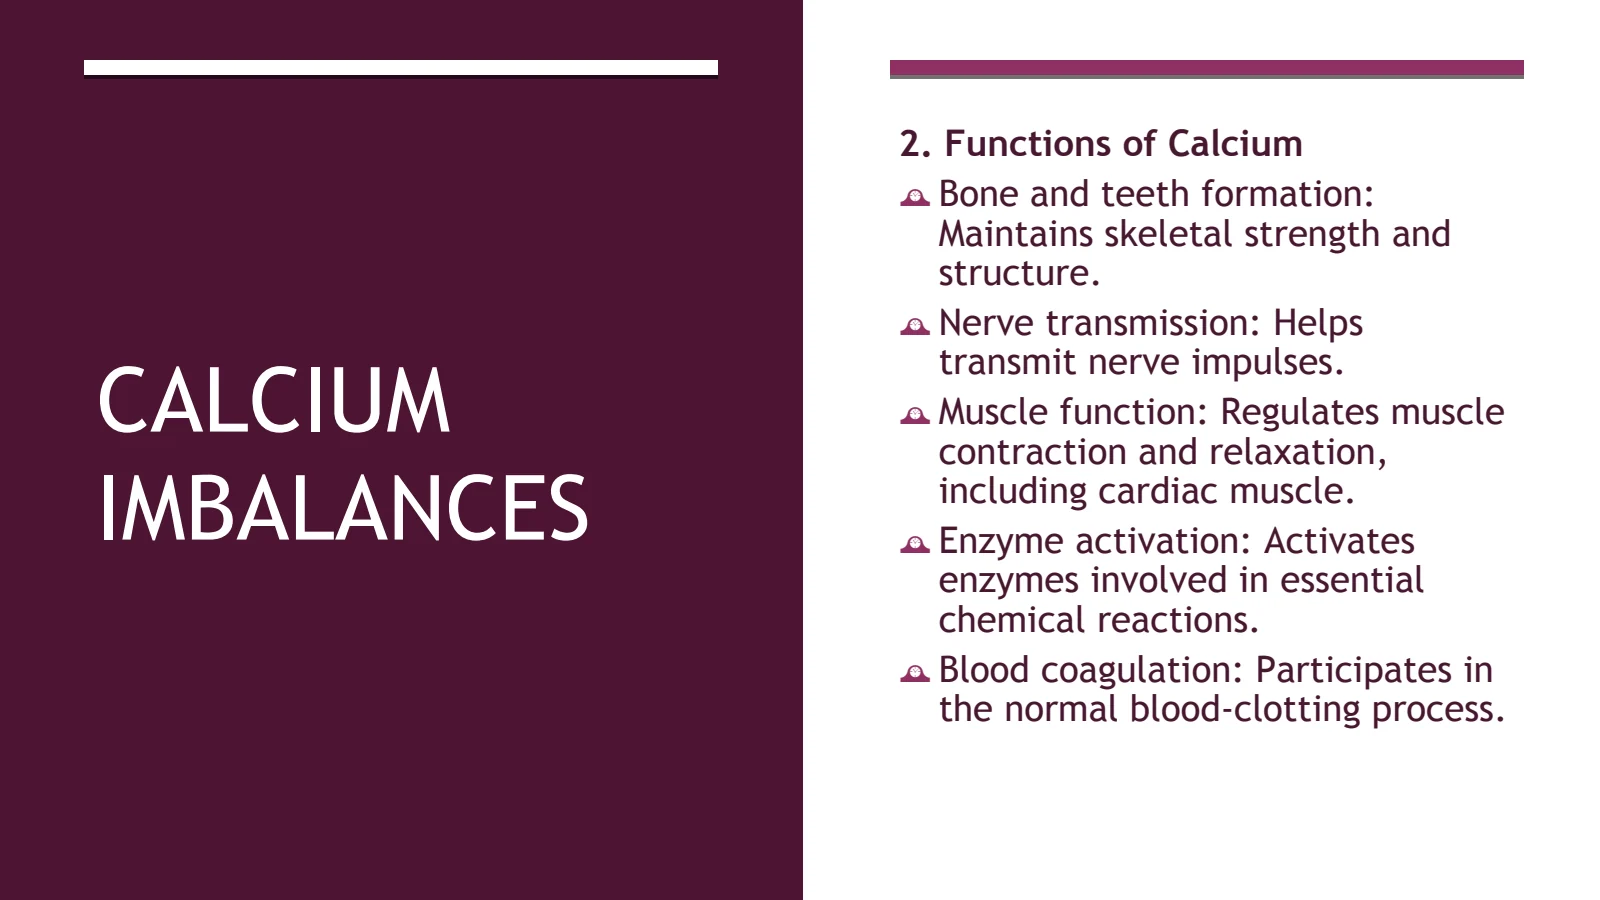 CALCIUM
IMBALANCES
2. Functions of Calcium
Bone and teeth formation:
Maintains skeletal strength and
structure.
Nerve transmission: Helps
transmit nerve impulses.
Muscle function: Regulates muscle
contraction and relaxation,
including cardiac muscle.
Enzyme activation: Activates
enzymes involved in essential
chemical reactions.
Blood coagulation: Participates in
the normal blood-clotting process.